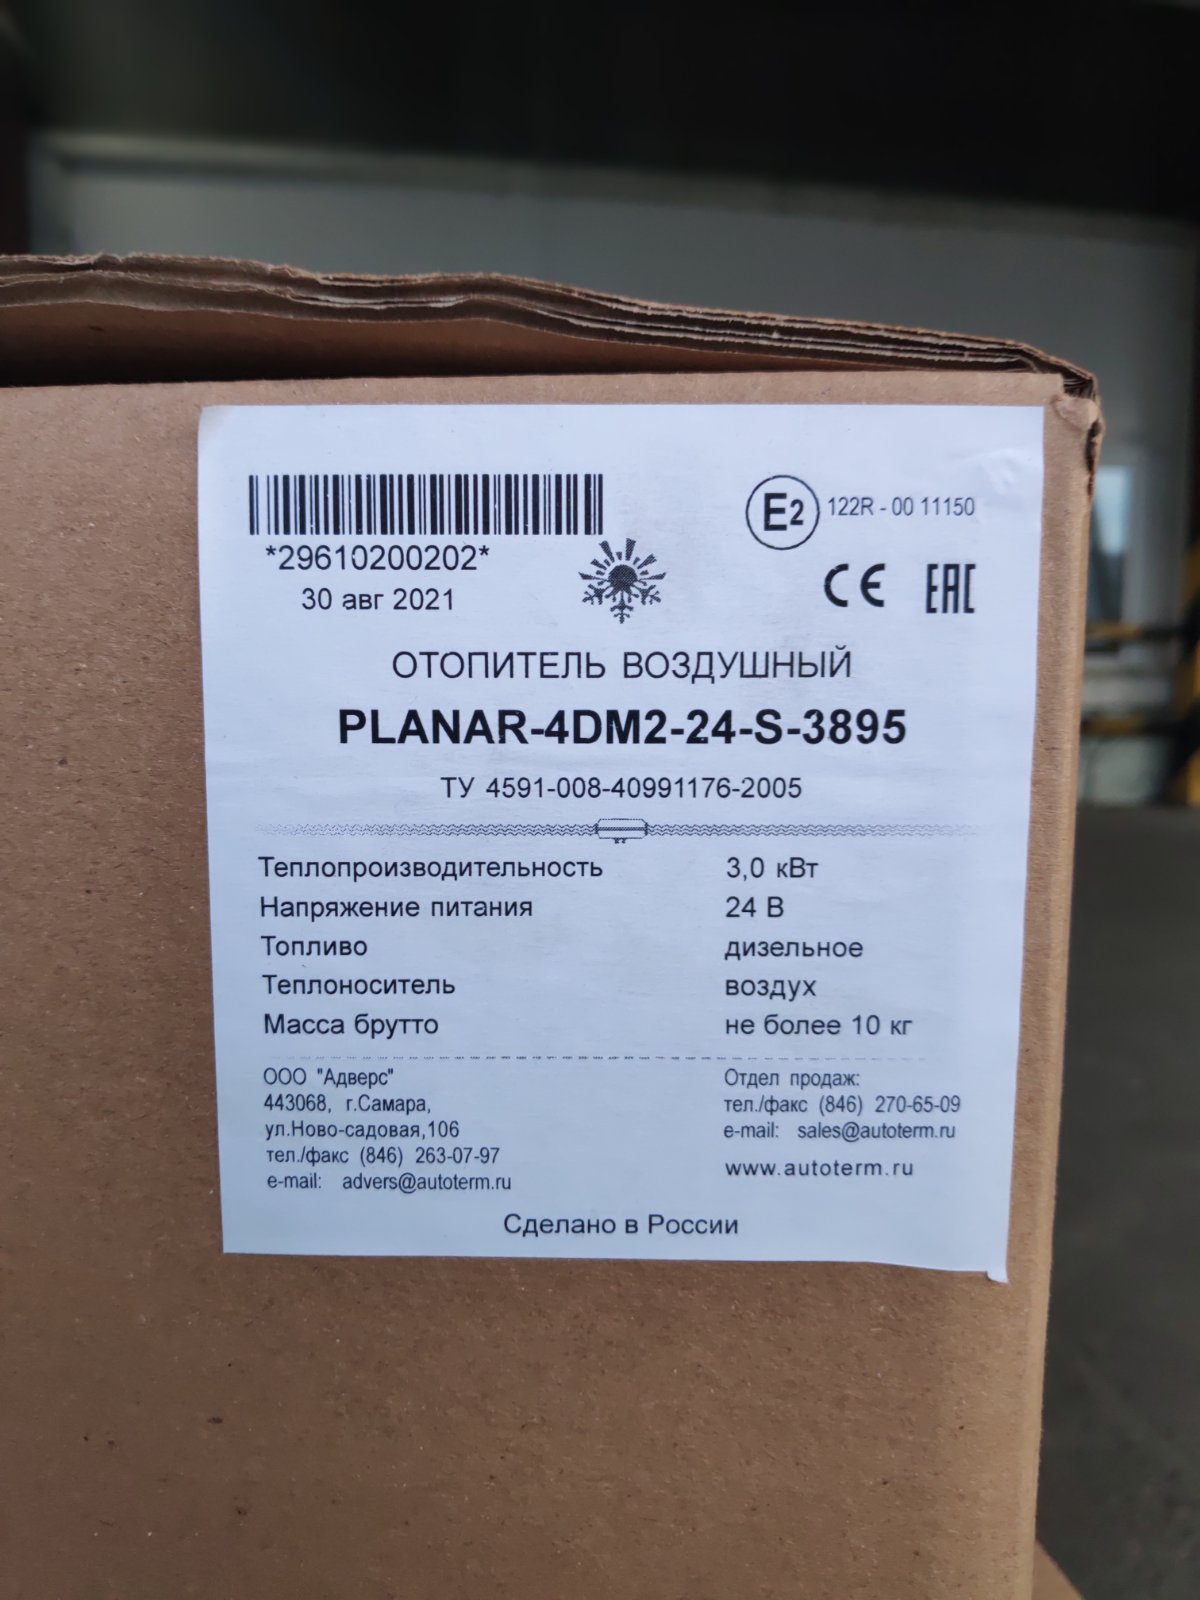 *29610200202*
30 авг 2021
E2 122R - 00 11150
CE EAC
ОТОПИТЕЛЬ ВОЗДУШНЫЙ
PLANAR-4DM2-24-S-3895
ТУ 4591-008-40991176-2005
Теплопроизводительность 3,0 кВт
Напряжение питания 24 В
Топливо дизельное
Теплоноситель воздух
Масса брутто не более 10 кг
ООО "Адверс"
443068, г.Самара,
ул.Ново-садовая,106
тел./факс (846) 263-07-97
e-mail: advers@autoterm.ru
Отдел продаж:
тел./факс (846) 270-65-09
e-mail: sales@autoterm.ru
www.autoterm.ru
Сделано в России